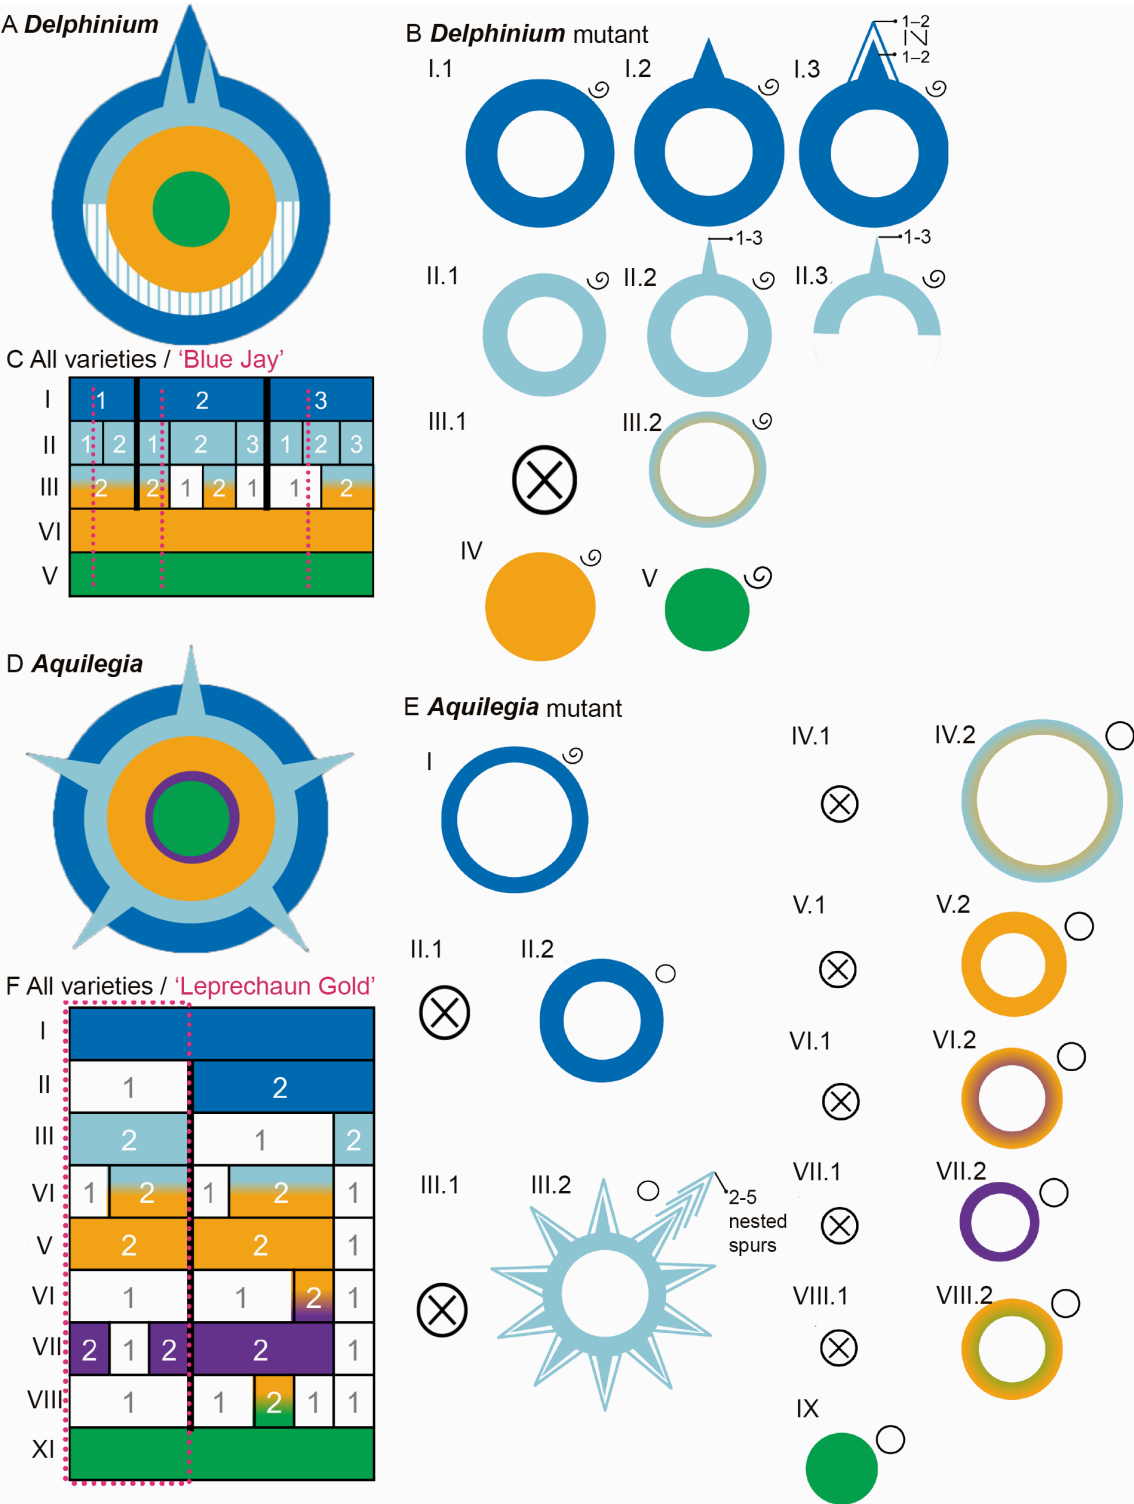 A Delphinium
B Delphinium mutant
I.1
I.2
I.3
1–2
1–2
II.1
II.2
1-3
II.3
1-3
C All varieties / ‘Blue Jay’
I 1 2 3
II 1 2 1 2 3 1 2 3
III 2 2 1 2 1 1 2
VI
V
III.1
III.2
IV
V
D Aquilegia
E Aquilegia mutant
I
IV.1
IV.2
II.1
II.2
V.1
V.2
VI.1
VI.2
III.1
III.2
2-5
nested
spurs
VII.1
VII.2
VIII.1
VIII.2
IX
F All varieties / ‘Leprechaun Gold’
I
II 1 2
III 2 1 2
VI 1 2 1 2 1
V 2 2 1
VI 1 1 2 1
VII 2 1 2 2 1
VIII 1 1 2 1 1
XI